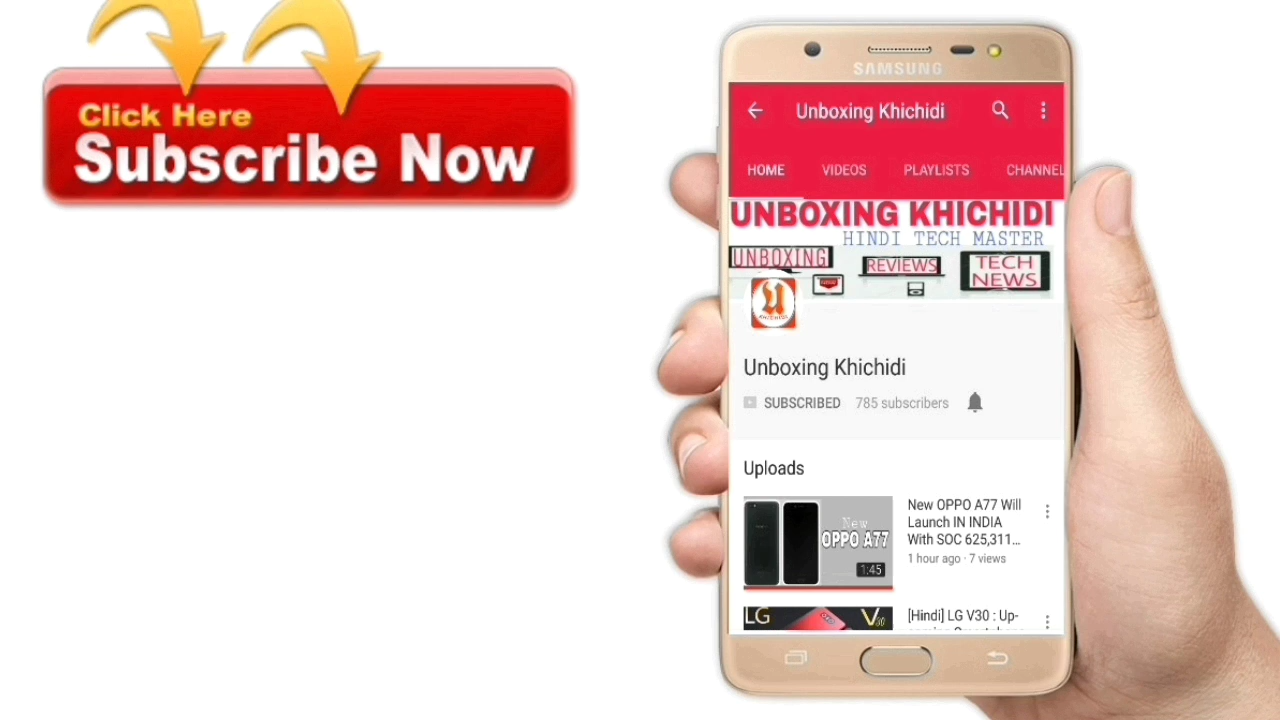 Click Here
Subscribe Now
SAMSUNG
Unboxing Khichidi
HOME VIDEOS PLAYLISTS CHANNEL
UNBOXING KHICHIDI
HINDI TECH MASTER
UNBOXING
REVIEWS
TECH
NEWS
U
KHICHIDI
Unboxing Khichidi
SUBSCRIBED 785 subscribers
Uploads
New
OPPO A77
1:45
New OPPO A77 Will
Launch IN INDIA
With SOC 625,311...
1 hour ago · 7 views
LG V30
[Hindi] LG V30 : Up-